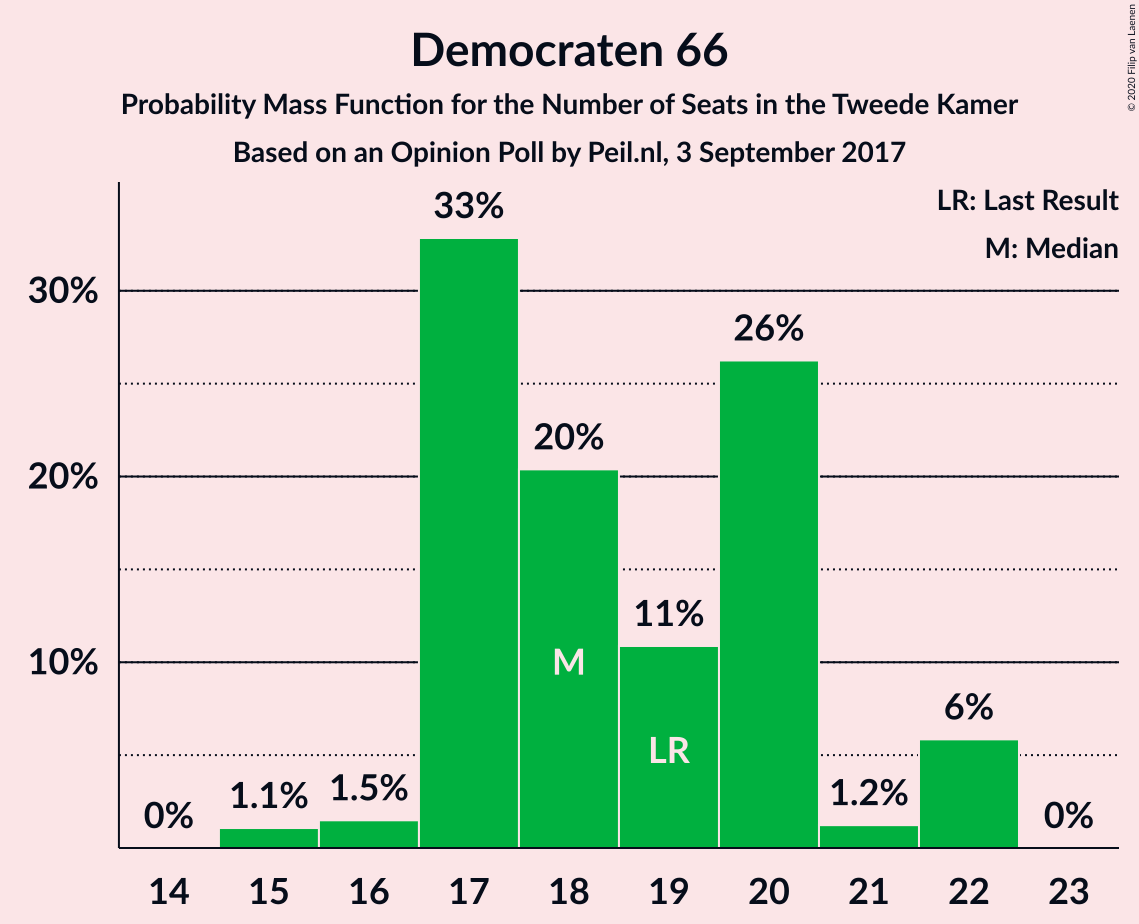 Democraten 66
Probability Mass Function for the Number of Seats in the Tweede Kamer
Based on an Opinion Poll by Peil.nl, 3 September 2017
© 2020 Filip van Laenen
LR: Last Result
M: Median
30%
20%
10%
0%
1.1%
1.5%
33%
20%
11%
26%
1.2%
6%
0%
M
LR
14 15 16 17 18 19 20 21 22 23